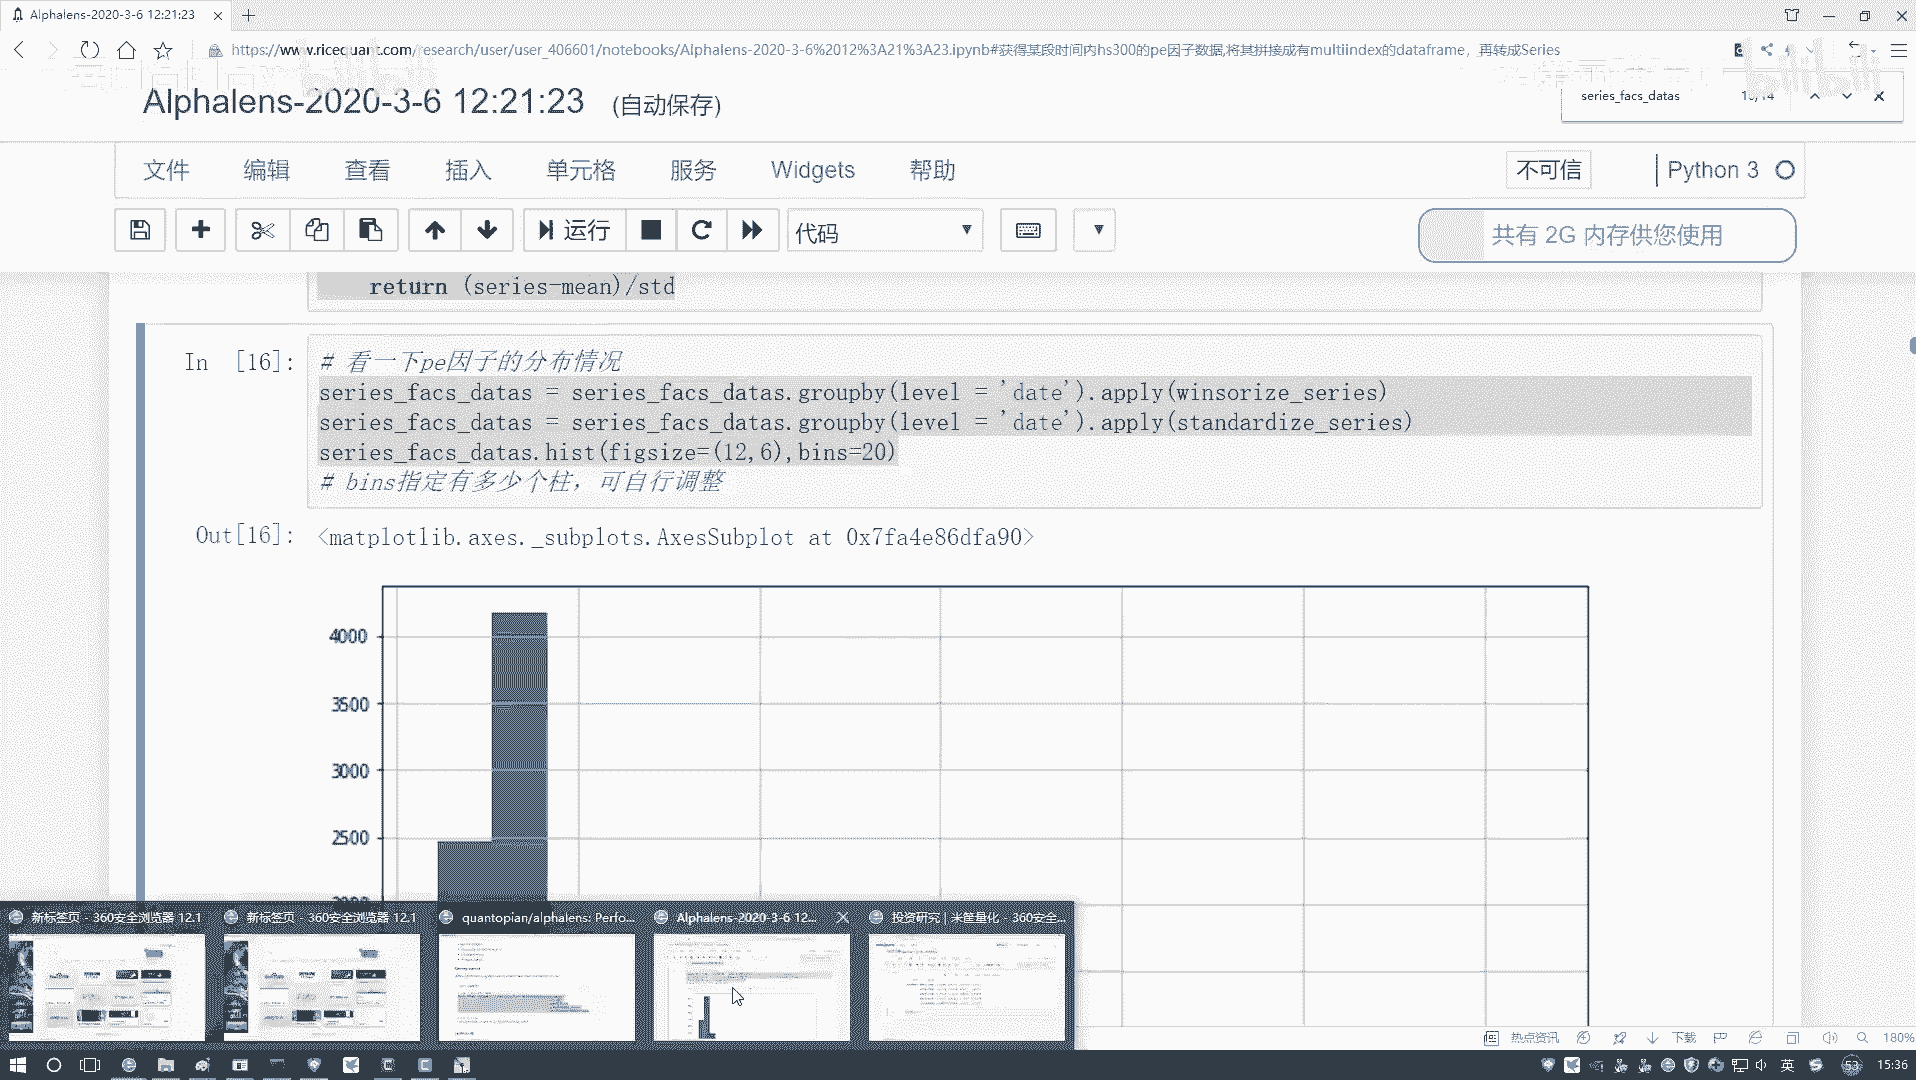 Alphalens-2020-3-6 12:21:23
https://www.ricequant.com/research/user/user_406601/notebooks/Alphalens-2020-3-6%2012%3A21%3A23.ipynb#获得某段时间内hs300的pe因子数据,将其拼接成有multiindex的dataframe，再转成Series
bilibili
bilibili
Alphalens-2020-3-6 12:21:23 (自动保存)
series_facs_datas
文件 编辑 查看 插入 单元格 服务 Widgets 帮助 不可信 Python 3
运行 代码 共有 2G 内存供您使用
return (series-mean)/std
In [16]: # 看一下pe因子的分布情况
series_facs_datas = series_facs_datas.groupby(level = 'date').apply(winsorize_series)
series_facs_datas = series_facs_datas.groupby(level = 'date').apply(standardize_series)
series_facs_datas.hist(figsize=(12,6),bins=20)
# bins指定有多少个柱，可自行调整
Out[16]: <matplotlib.axes._subplots.AxesSubplot at 0x7fa4e86dfa90>
4000
3500
3000
2500
新标签页 - 360安全浏览器 12.1 新标签页 - 360安全浏览器 12.1 quantopian/alphalens: Perfo... Alphalens-2020-3-6 12... 投资研究 | 米筐量化 - 360安全...
热点资讯 下载 180%
英 53 15:36